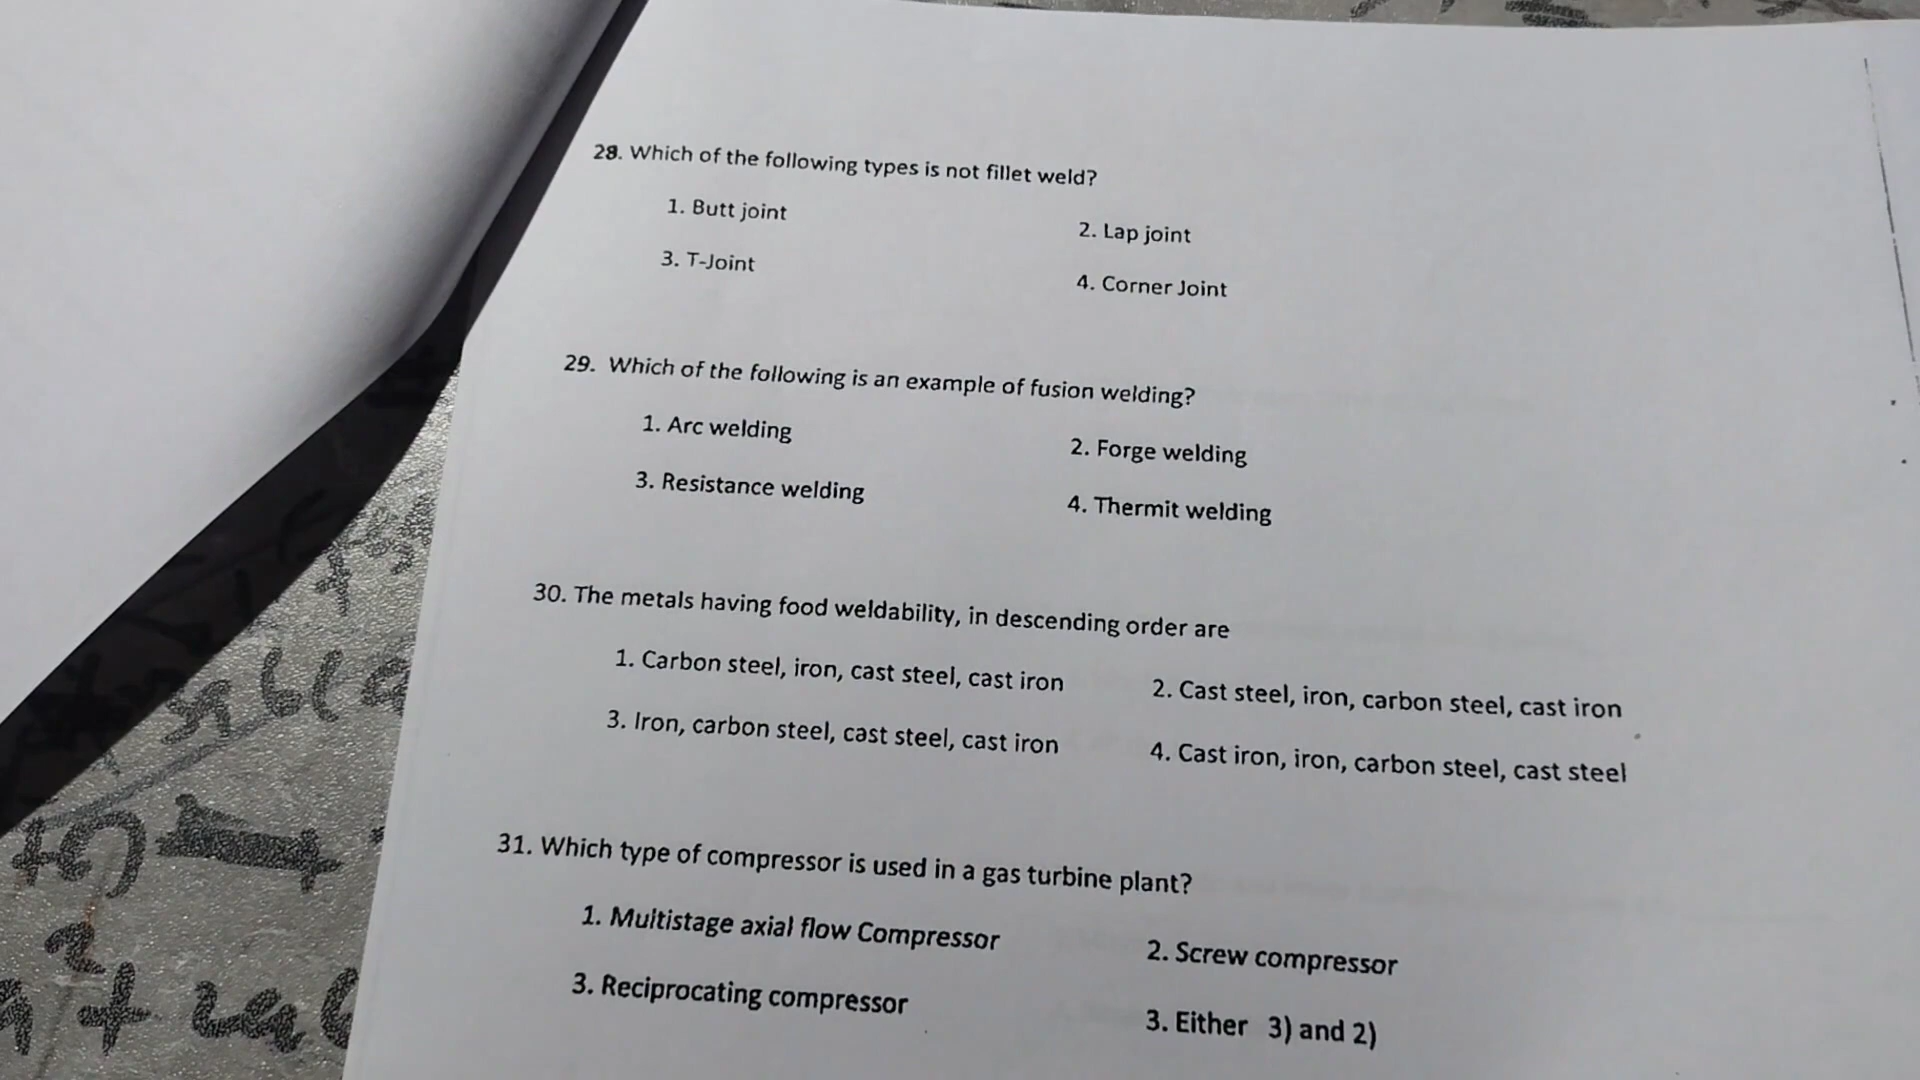 28. Which of the following types is not fillet weld?
1. Butt joint
2. Lap joint
3. T-Joint
4. Corner Joint
29. Which of the following is an example of fusion welding?
1. Arc welding
2. Forge welding
3. Resistance welding
4. Thermit welding
30. The metals having food weldability, in descending order are
1. Carbon steel, iron, cast steel, cast iron
2. Cast steel, iron, carbon steel, cast iron
3. Iron, carbon steel, cast steel, cast iron
4. Cast iron, iron, carbon steel, cast steel
31. Which type of compressor is used in a gas turbine plant?
1. Multistage axial flow Compressor
2. Screw compressor
3. Reciprocating compressor
3. Either 3) and 2)